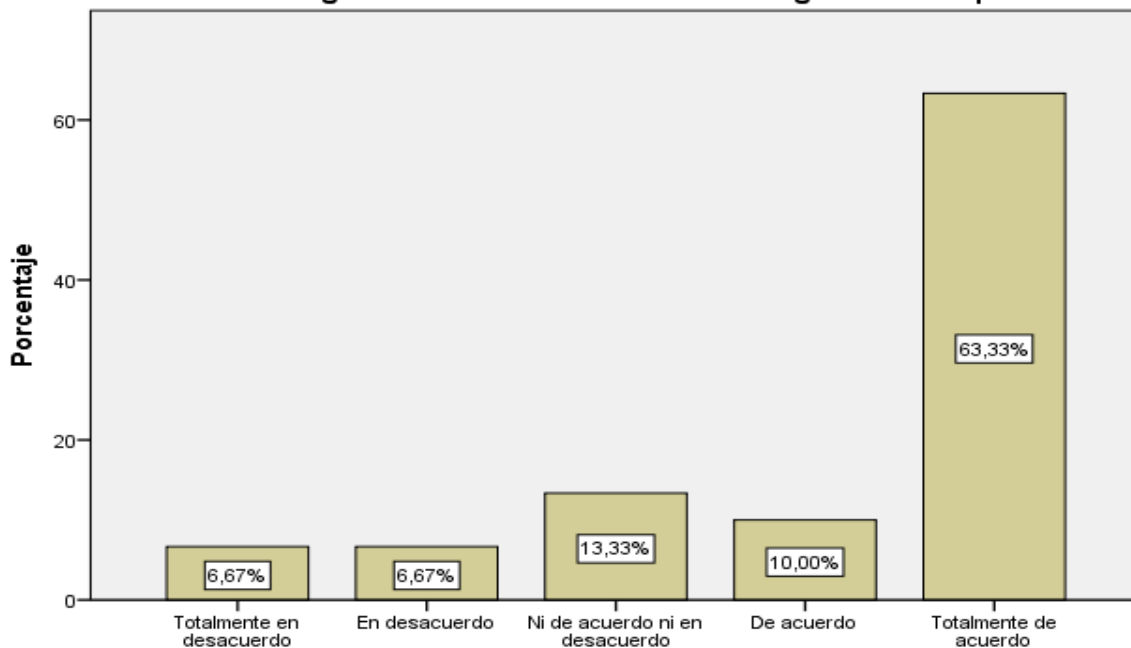 60
40
20
0
Porcentaje
6,67%
6,67%
13,33%
10,00%
63,33%
Totalmente en
desacuerdo
En desacuerdo
Ni de acuerdo ni en
desacuerdo
De acuerdo
Totalmente de
acuerdo